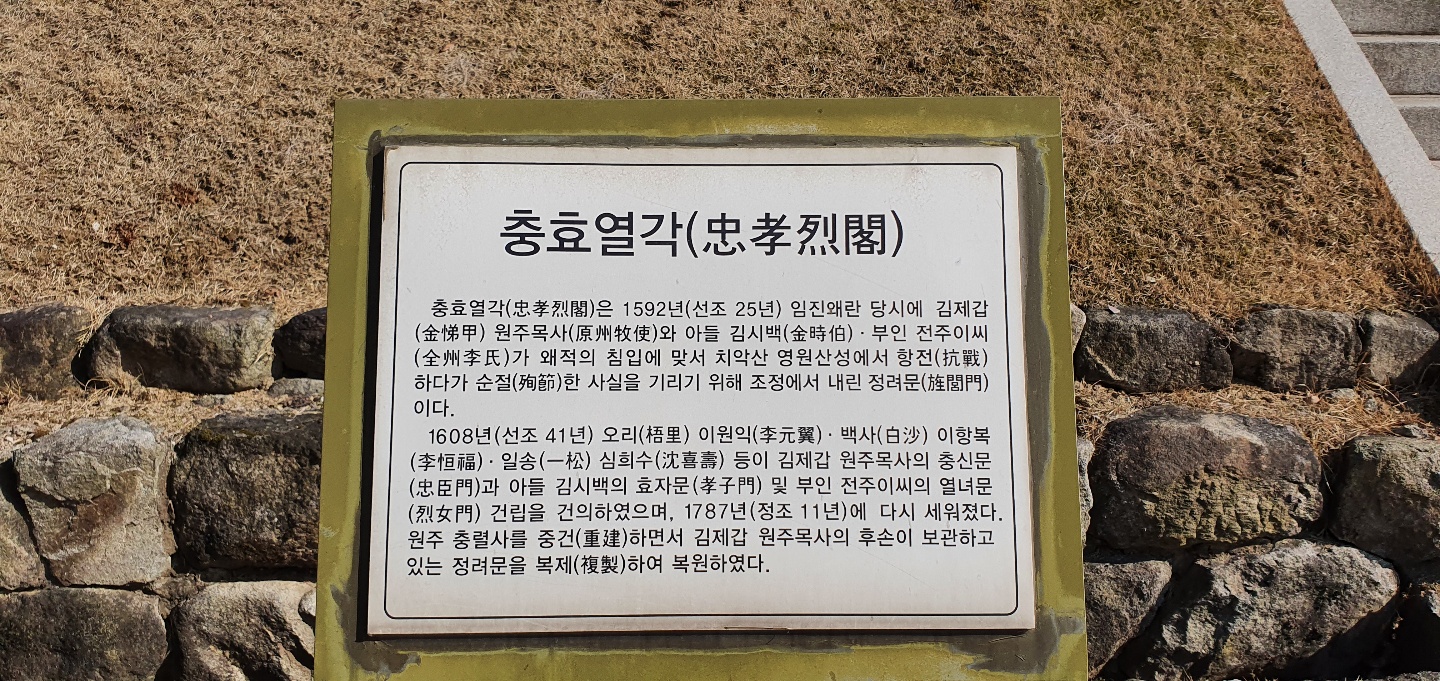 충효열각(忠孝烈閣)
충효열각(忠孝烈閣)은 1592년(선조 25년) 임진왜란 당시에 김제갑
(金悌甲) 원주목사(原州牧使)와 아들 김시백(金時伯)·부인 전주이씨
(全州李氏)가 왜적의 침입에 맞서 치악산 영원산성에서 항전(抗戰)
하다가 순절(殉節)한 사실을 기리기 위해 조정에서 내린 정려문(旌閭門)
이다.
1608년(선조 41년) 오리(梧里) 이원익(李元翼)·백사(白沙) 이항복
(李恒福)·일송(一松) 심희수(沈喜壽) 등이 김제갑 원주목사의 충신문
(忠臣門)과 아들 김시백의 효자문(孝子門) 및 부인 전주이씨의 열녀문
(烈女門) 건립을 건의하였으며, 1787년(정조 11년)에 다시 세워졌다.
원주 충렬사를 중건(重建)하면서 김제갑 원주목사의 후손이 보관하고
있는 정려문을 복제(複製)하여 복원하였다.